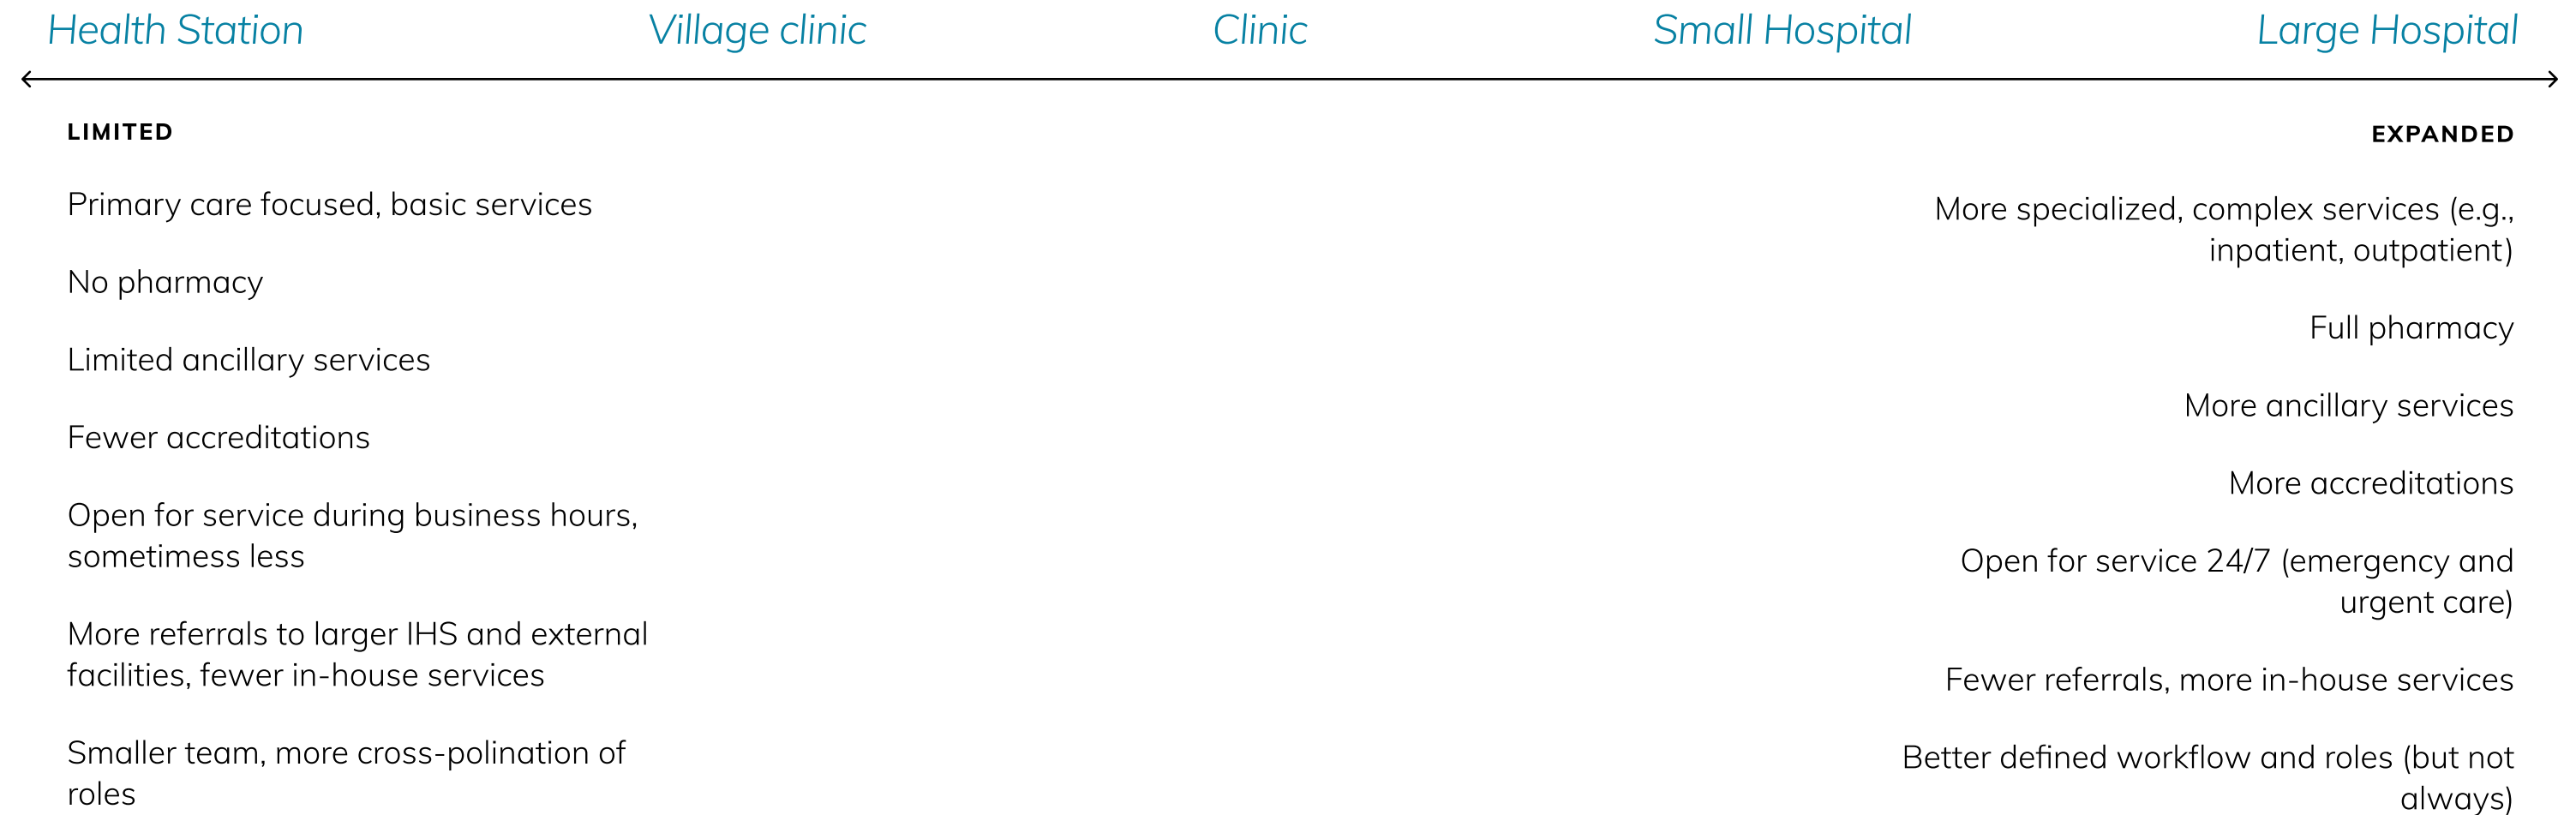 Health Station
Village clinic
Clinic
Small Hospital
Large Hospital
LIMITED
Primary care focused, basic services
No pharmacy
Limited ancillary services
Fewer accreditations
Open for service during business hours,
sometimess less
More referrals to larger IHS and external
facilities, fewer in-house services
Smaller team, more cross-polination of
roles
EXPANDED
More specialized, complex services (e.g.,
inpatient, outpatient)
Full pharmacy
More ancillary services
More accreditations
Open for service 24/7 (emergency and
urgent care)
Fewer referrals, more in-house services
Better defined workflow and roles (but not
always)